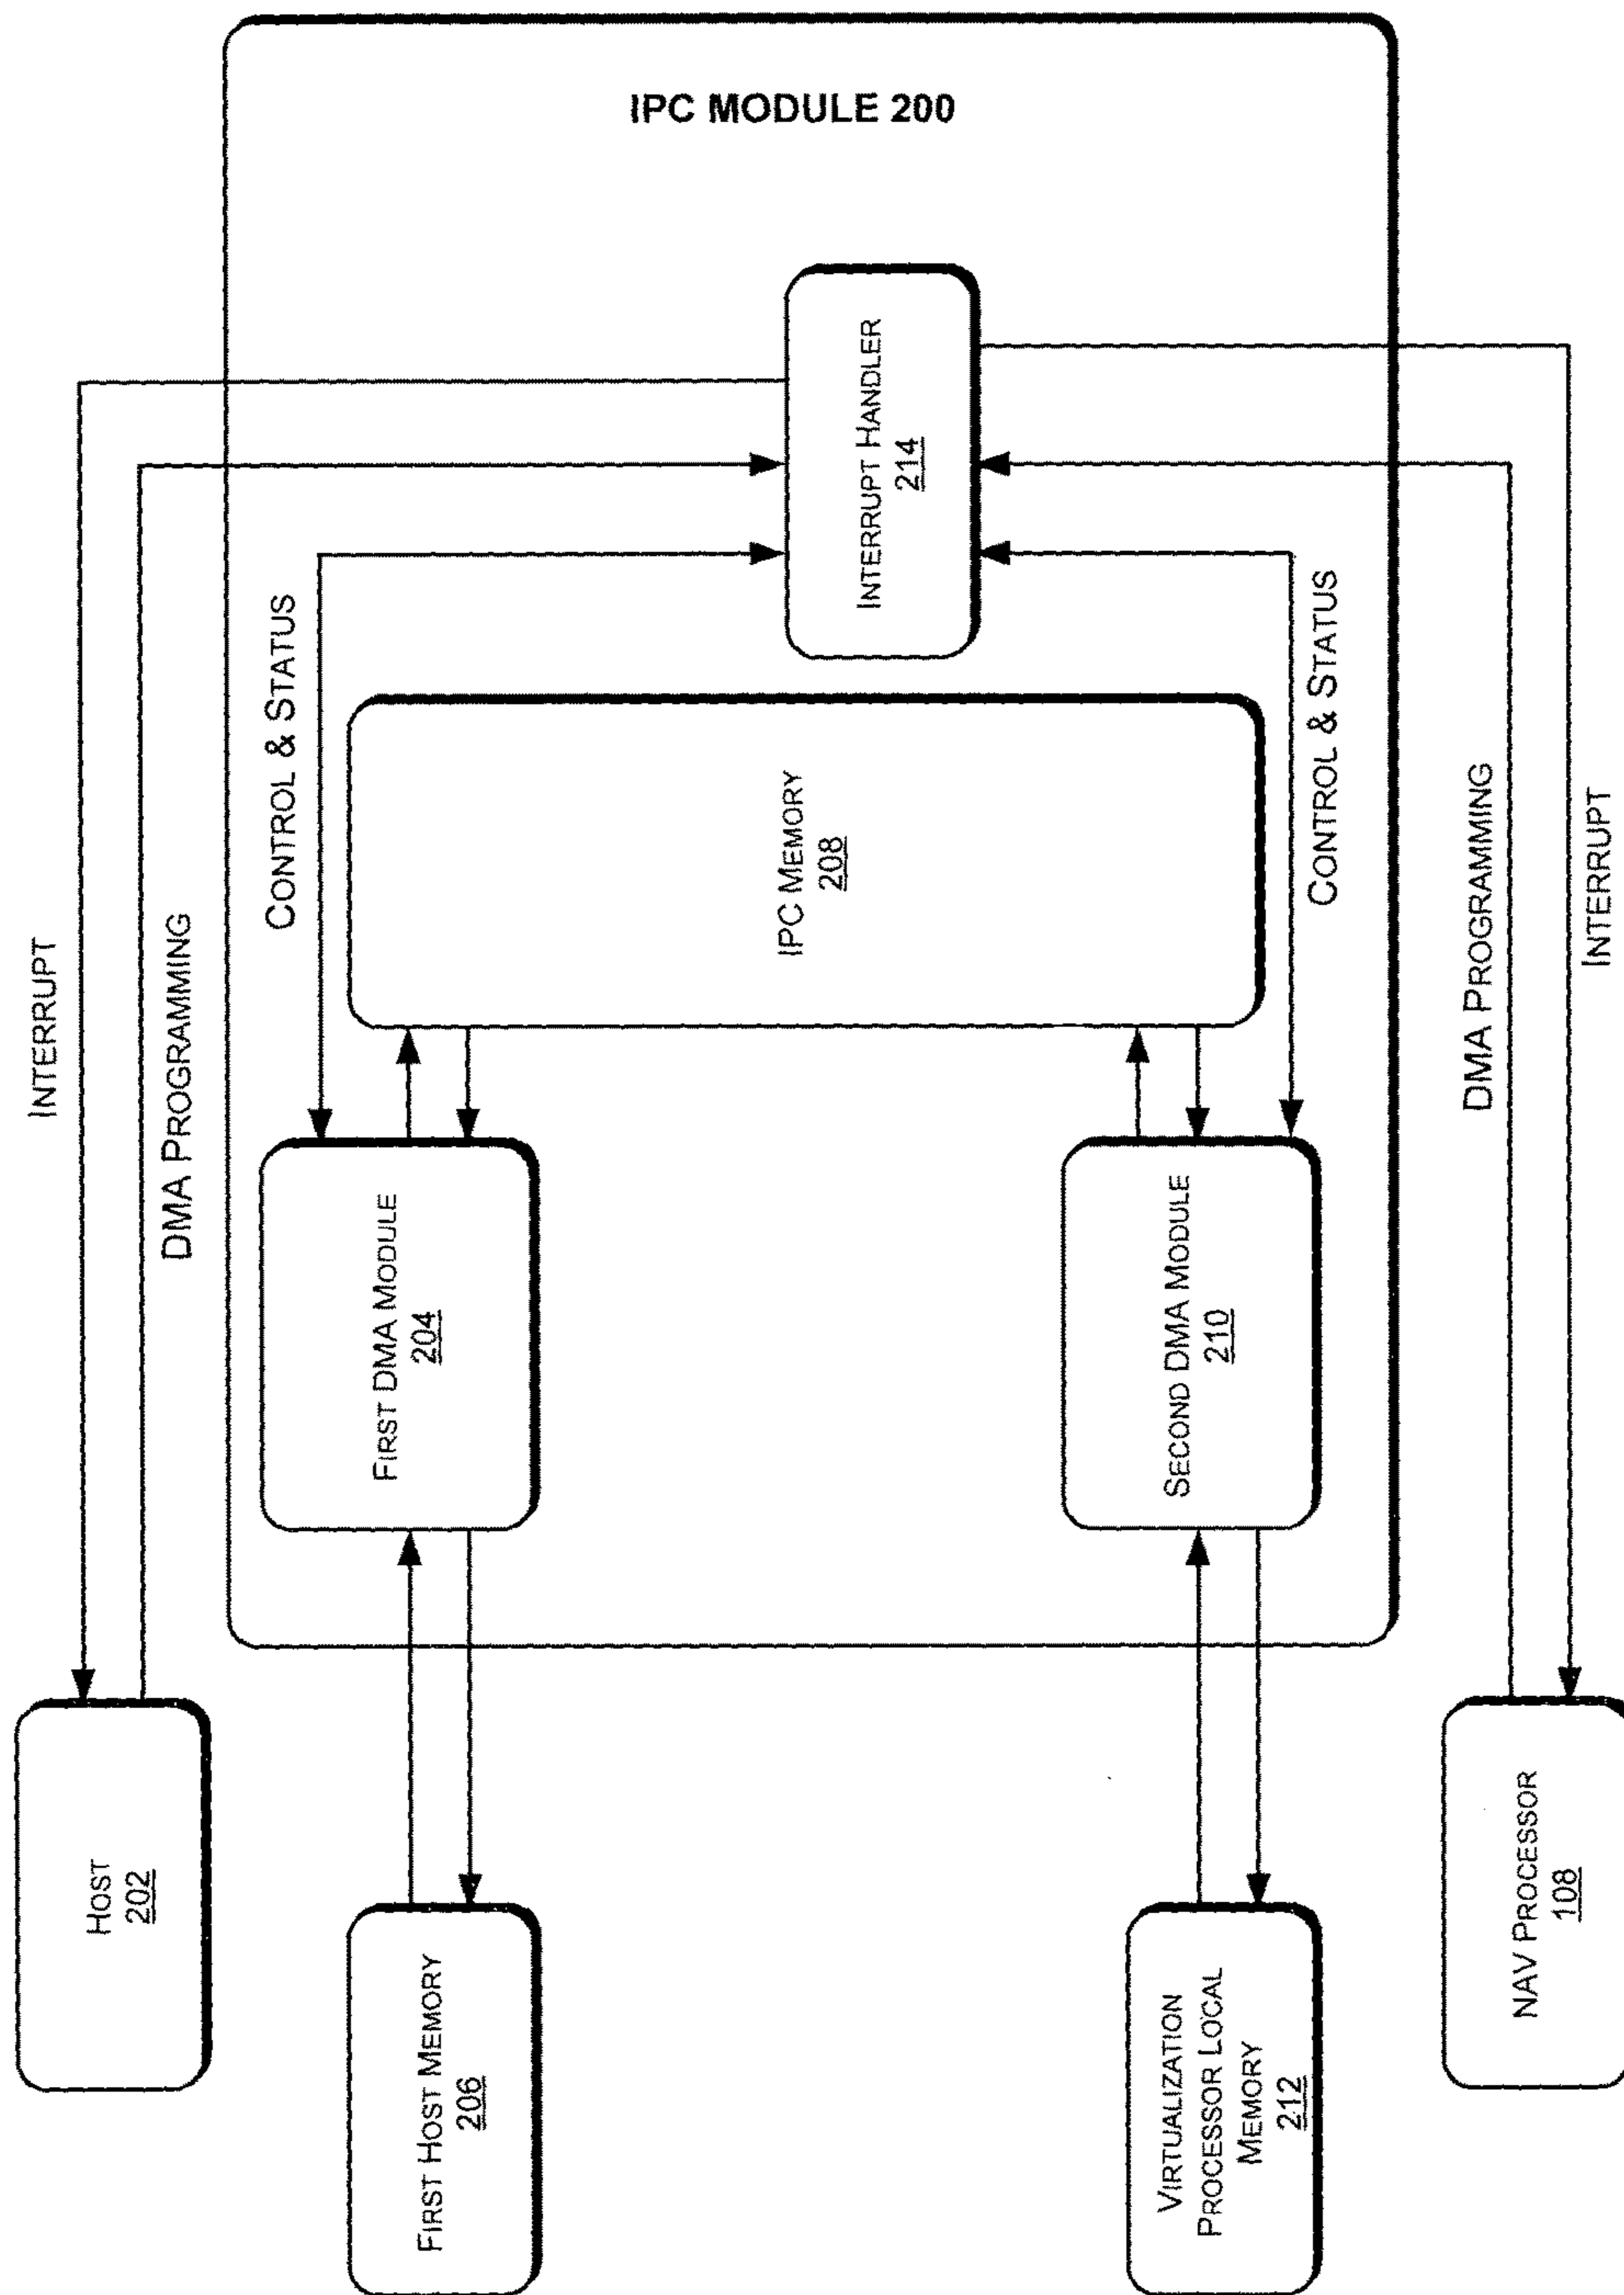 INTERRUPT
HOST
202
DMA PROGRAMMING
CONTROL & STATUS
FIRST HOST MEMORY
206
FIRST DMA MODULE
204
IPC MEMORY
208
INTERRUPT HANDLER
214
IPC MODULE 200
VIRTUALIZATION
PROCESSOR LOCAL
MEMORY
212
SECOND DMA MODULE
210
CONTROL & STATUS
DMA PROGRAMMING
NAV PROCESSOR
108
INTERRUPT